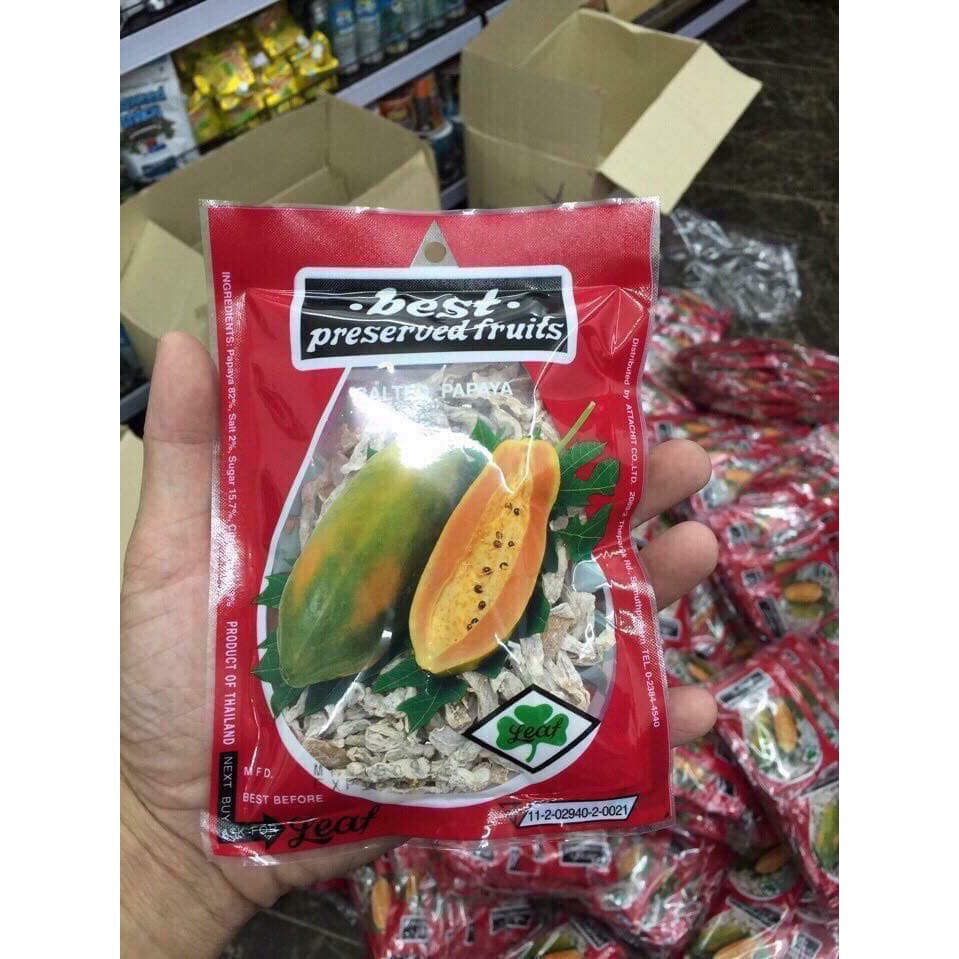 ·best·
preserved fruits
SALTED PAPAYA
INGREDIENTS: Papaya 82%, Salt 2%, Sugar 15.7%,
PRODUCT OF THAILAND
Distributed by ATTACHIT CO.,LTD.
Theparak Rd. TEL. 0-2384-4540
Leaf
M F D.
BEST BEFORE
NEXT BUY
ASK FOR Leaf
11-2-02940-2-0021